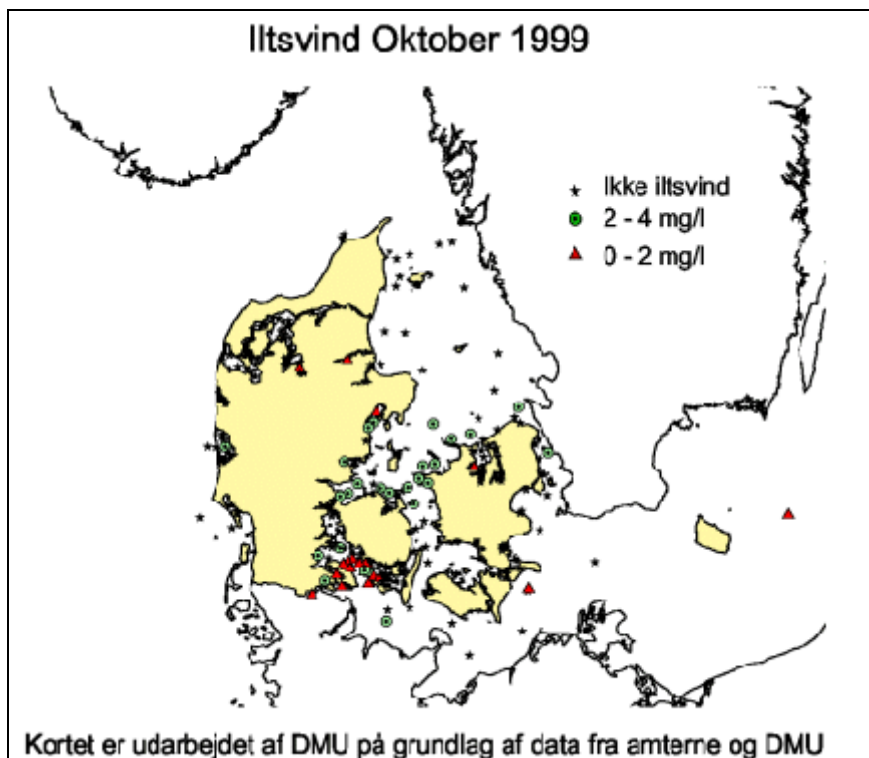 Iltsvind Oktober 1999
Ikke iltsvind
2 - 4 mg/l
0 - 2 mg/l
Kortet er udarbejdet af DMU på grundlag af data fra amterne og DMU